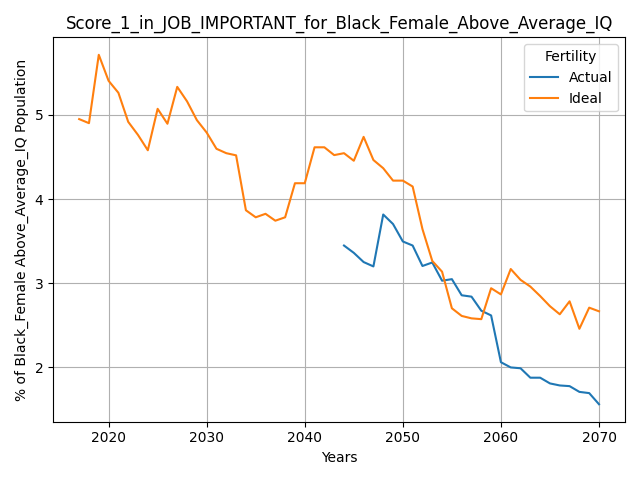 Score_1_in_JOB_IMPORTANT_for_Black_Female_Above_Average_IQ
Fertility
Actual
Ideal
% of Black_Female Above_Average_IQ Population
5
4
3
2
2020 2030 2040 2050 2060 2070
Years